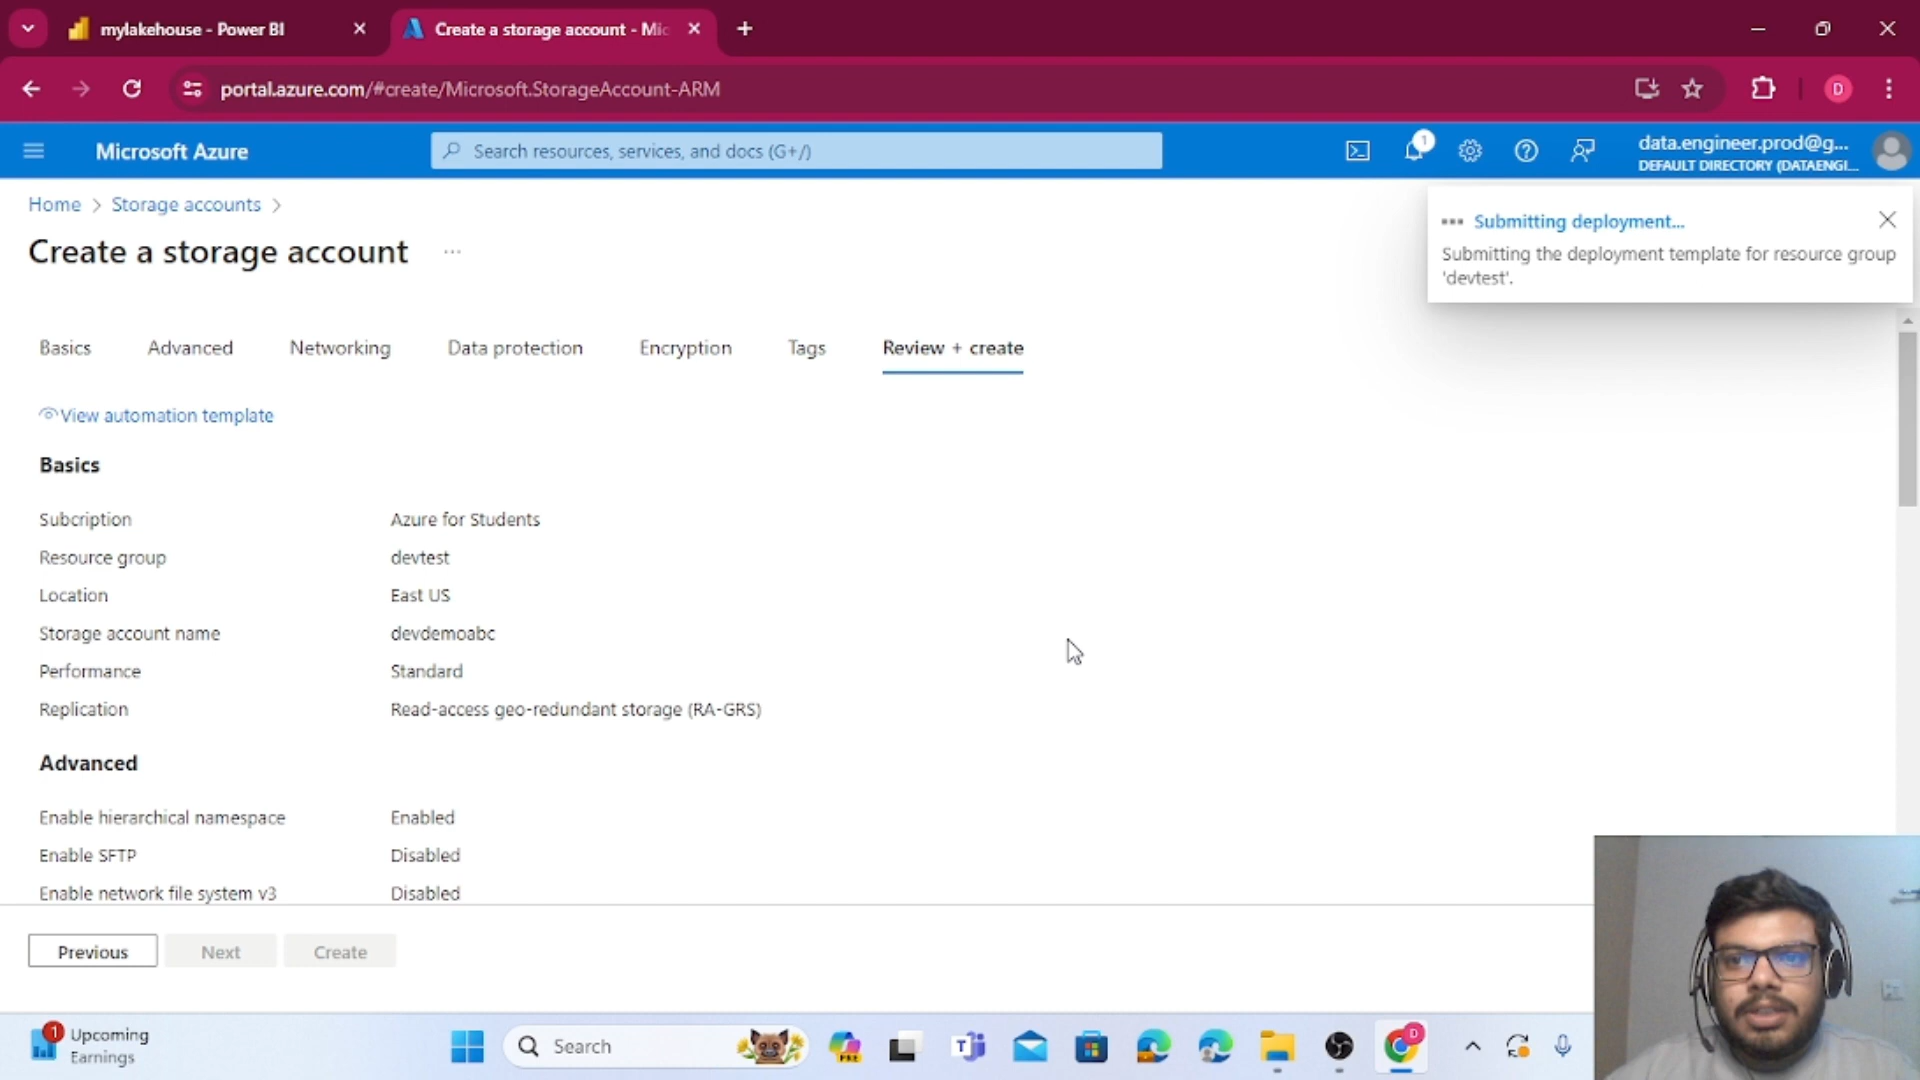 mylakehouse - Power BI
Create a storage account - Mic
portal.azure.com/#create/Microsoft.StorageAccount-ARM
D
Microsoft Azure
Search resources, services, and docs (G+/)
1
data.engineer.prod@g...
DEFAULT DIRECTORY (DATAENGI...
Home > Storage accounts >
Create a storage account ...
Submitting deployment...
Submitting the deployment template for resource group
'devtest'.
Basics Advanced Networking Data protection Encryption Tags Review + create
View automation template
Basics
Subcription Azure for Students
Resource group devtest
Location East US
Storage account name devdemoabc
Performance Standard
Replication Read-access geo-redundant storage (RA-GRS)
Advanced
Enable hierarchical namespace Enabled
Enable SFTP Disabled
Enable network file system v3 Disabled
Previous Next Create
1
Upcoming
Earnings
Search
PRE
T
D